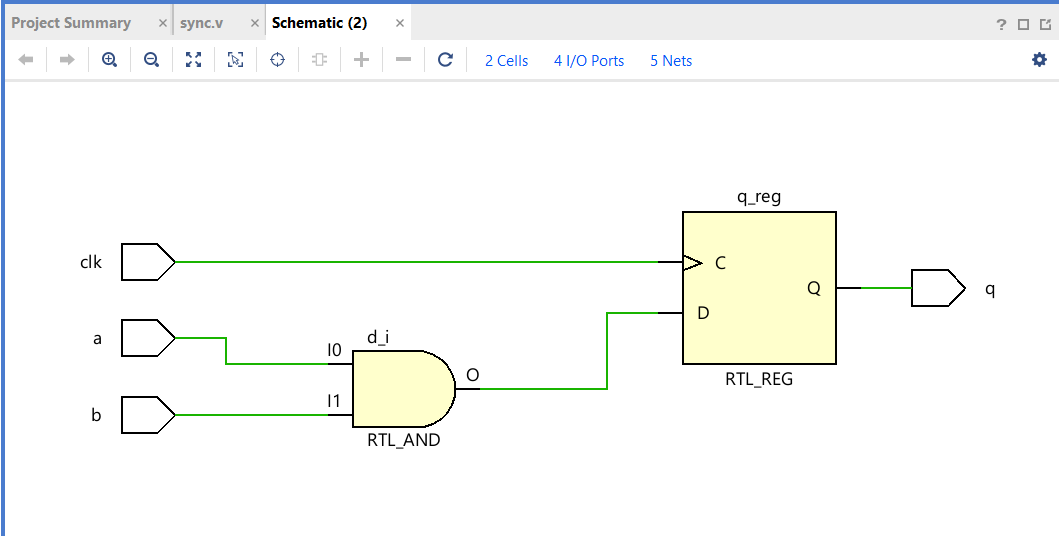 Project Summary × sync.v × Schematic (2) ×
?
2 Cells 4 I/O Ports 5 Nets
q_reg
clk
C
Q
q
D
a
d_i
I0
O
b
I1
RTL_REG
RTL_AND